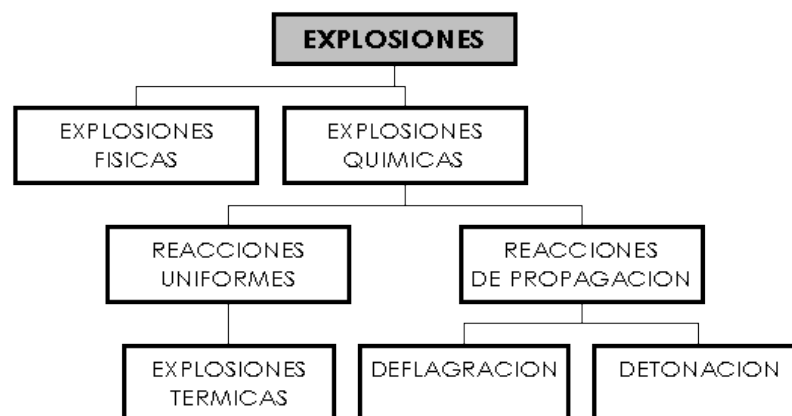 EXPLOSIONES
EXPLOSIONES
FISICAS
EXPLOSIONES
QUIMICAS
REACCIONES
UNIFORMES
REACCIONES
DE PROPAGACION
EXPLOSIONES
TERMICAS
DEFLAGRACION
DETONACION